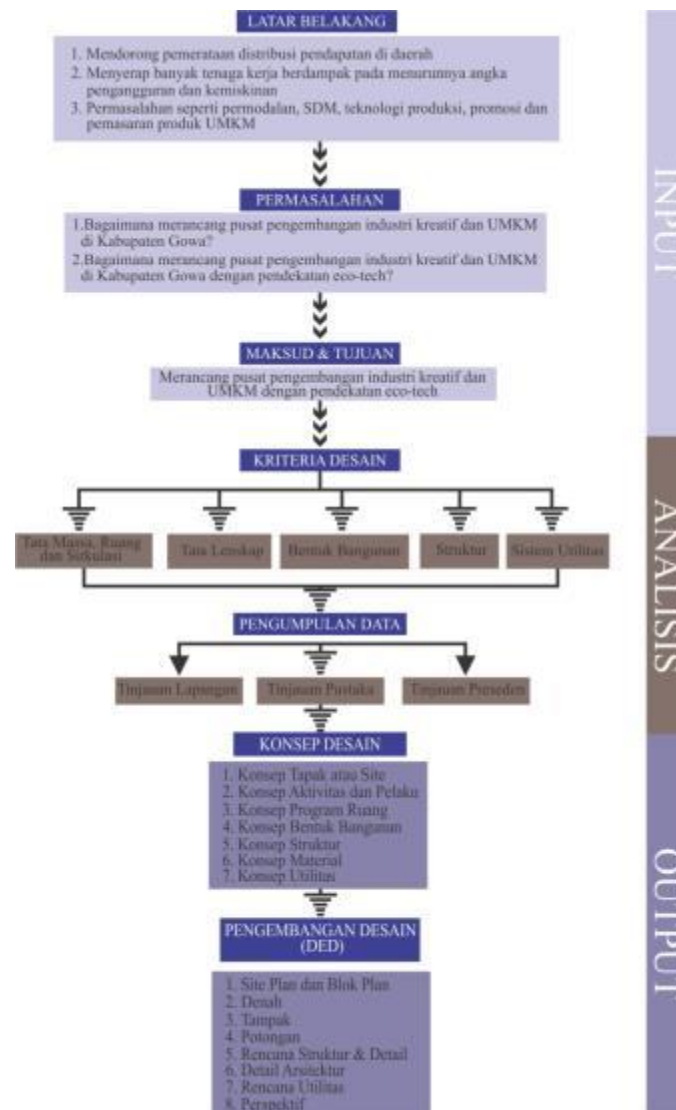 LATAR BELAKANG
1. Mendorong pemerataan distribusi pendapatan di daerah
2. Menyerap banyak tenaga kerja berdampak pada menurunnya angka
pengangguran dan kemiskinan
3. Permasalahan seperti permodalan, SDM, teknologi produksi, promosi dan
pemasaran produk UMKM
PERMASALAHAN
1.Bagaimana merancang pusat pengembangan industri kreatif dan UMKM
di Kabupaten Gowa?
2.Bagaimana merancang pusat pengembangan industri kreatif dan UMKM
di Kabupaten Gowa dengan pendekatan eco-tech?
MAKSUD & TUJUAN
Merancang pusat pengembangan industri kreatif dan
UMKM dengan pendekatan eco-tech
INPUT
KRITERIA DESAIN
Tata Massa, Ruang
dan Sirkulasi
Tata Lenskap
Bentuk Bangunan
Struktur
Sistem Utilitas
PENGUMPULAN DATA
Tinjauan Lapangan
Tinjauan Pustaka
Tinjauan Preseden
ANALISIS
KONSEP DESAIN
1. Konsep Tapak atau Site
2. Konsep Aktivitas dan Pelaku
3. Konsep Program Ruang
4. Konsep Bentuk Bangunan
5. Konsep Struktur
6. Konsep Material
7. Konsep Utilitas
PENGEMBANGAN DESAIN
(DED)
1. Site Plan dan Blok Plan
2. Denah
3. Tampak
4. Potongan
5. Rencana Struktur & Detail
6. Detail Arsitektur
7. Rencana Utilitas
8. Perspektif
OUTPUT